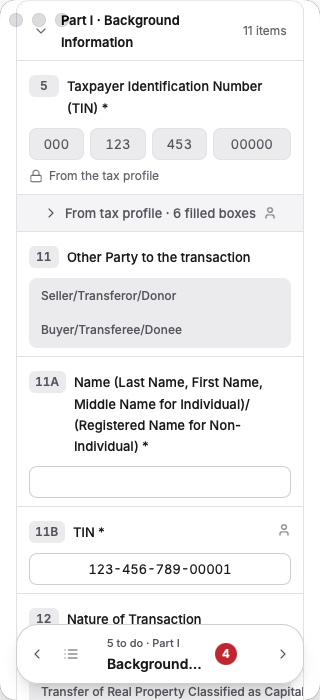 Part I · Background
Information
11 items
5
Taxpayer Identification Number
(TIN) *
000 123 453 00000
From the tax profile
From tax profile · 6 filled boxes
11
Other Party to the transaction
Seller/Transferor/Donor
Buyer/Transferee/Donee
11A
Name (Last Name, First Name,
Middle Name for Individual)/
(Registered Name for Non-
Individual) *
11B
TIN *
123-456-789-00001
12
Nature of Transaction
5 to do · Part I
Background...
4
Transfer of Real Property Classified as Capital